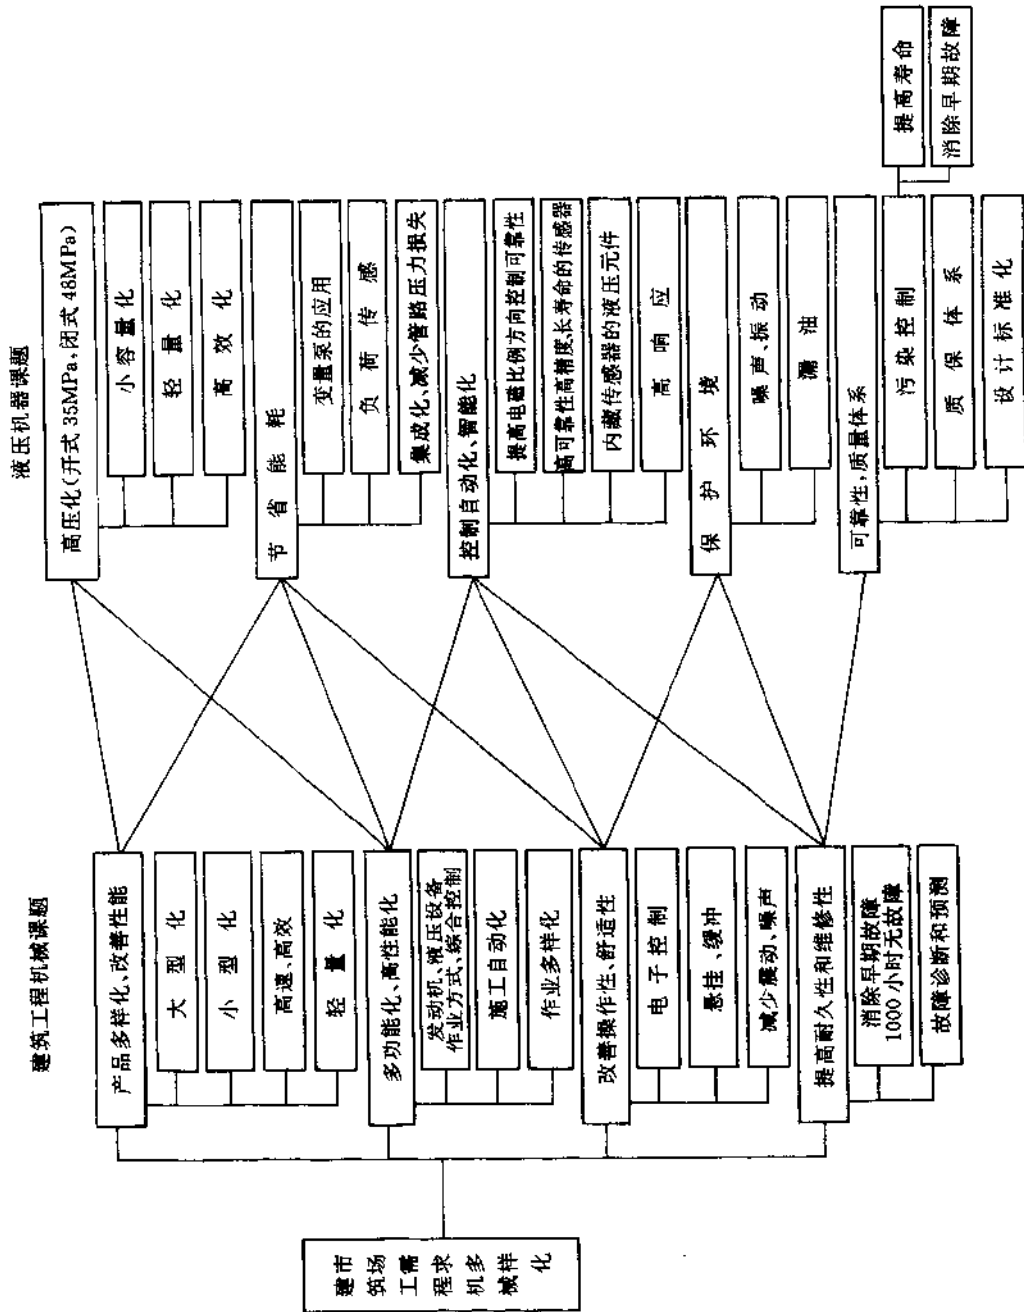 建筑工程机械
市场需求多样化
建筑工程机械课题
产品多样化、改善性能
大型化
小型化
高速、高效
轻量化
多功能化、高性能化
发动机、液压设备
作业方式、综合控制
施工自动化
作业多样化
改善操作性、舒适性
电子控制
悬挂、缓冲
减少震动、噪声
提高耐久性和维修性
消除早期故障
1000小时无故障
故障诊断和预测
液压机器课题
高压化(开式35MPa,闭式48MPa)
小容量化
轻量化
高效化
节省能耗
变量泵的应用
负荷传感
集成化、减少管路压力损失
控制自动化、智能化
提高电磁比例方向控制可靠性
高可靠性高精度、长寿命的传感器
内藏传感器的液压元件
高响应
保护环境
噪声、振动
漏油
可靠性,质量体系
污染控制
质保体系
设计标准化
提高寿命
消除早期故障